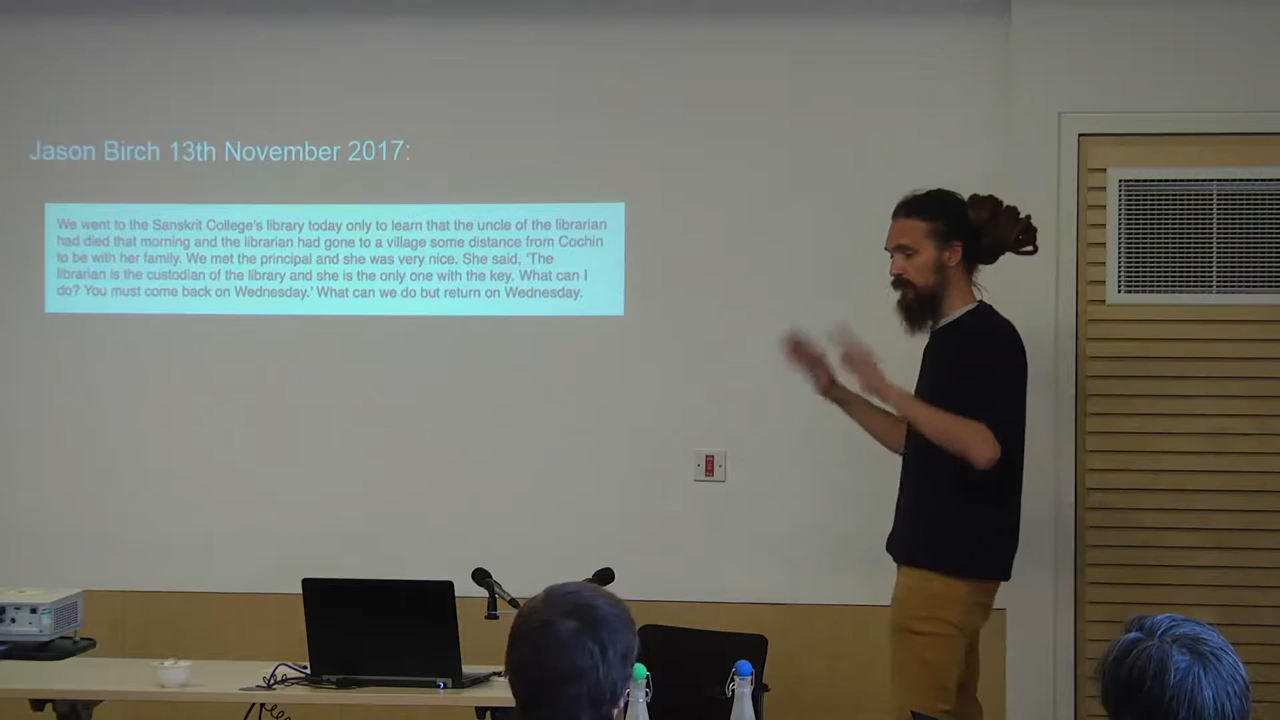 Jason Birch 13th November 2017:
We went to the Sanskrit College's library today only to learn that the uncle of the librarian
had died that morning and the librarian had gone to a village some distance from Cochin
to be with her family. We met the principal and she was very nice. She said, 'The
librarian is the custodian of the library and she is the only one with the key. What can I
do? You must come back on Wednesday.' What can we do but return on Wednesday.